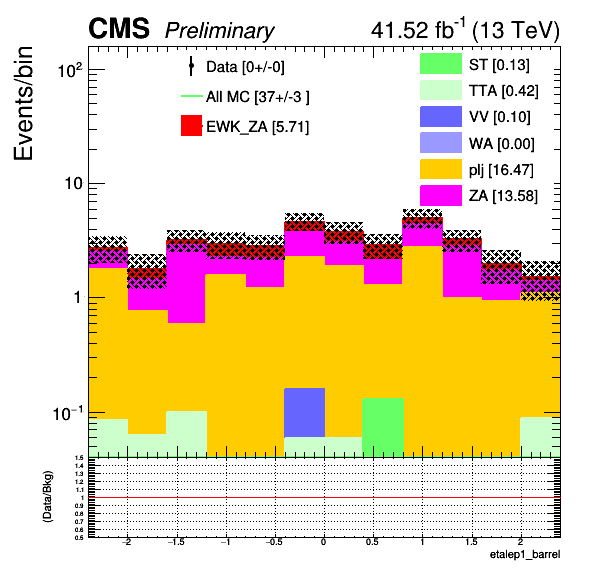 CMS Preliminary 41.52 fb⁻¹ (13 TeV)
Events/bin
10²
10
1
10⁻¹
Data [0+/-0]
All MC [37+/-3 ]
EWK_ZA [5.71]
ST [0.13]
TTA [0.42]
VV [0.10]
WA [0.00]
plj [16.47]
ZA [13.58]
(Data/Bkg)
1.5
1.4
1.3
1.2
1.1
1
0.9
0.8
0.7
0.6
0.5
−2 −1.5 −1 −0.5 0 0.5 1 1.5 2
etalep1_barrel